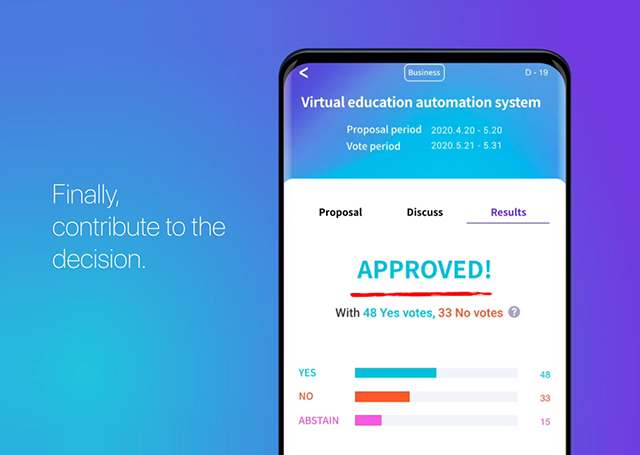 Finally,
contribute to the
decision.
<
Business
D - 19
Virtual education automation system
Proposal period 2020.4.20 - 5.20
Vote period 2020.5.21 - 5.31
Proposal Discuss Results
APPROVED!
With 48 Yes votes, 33 No votes ?
YES 48
NO 33
ABSTAIN 15